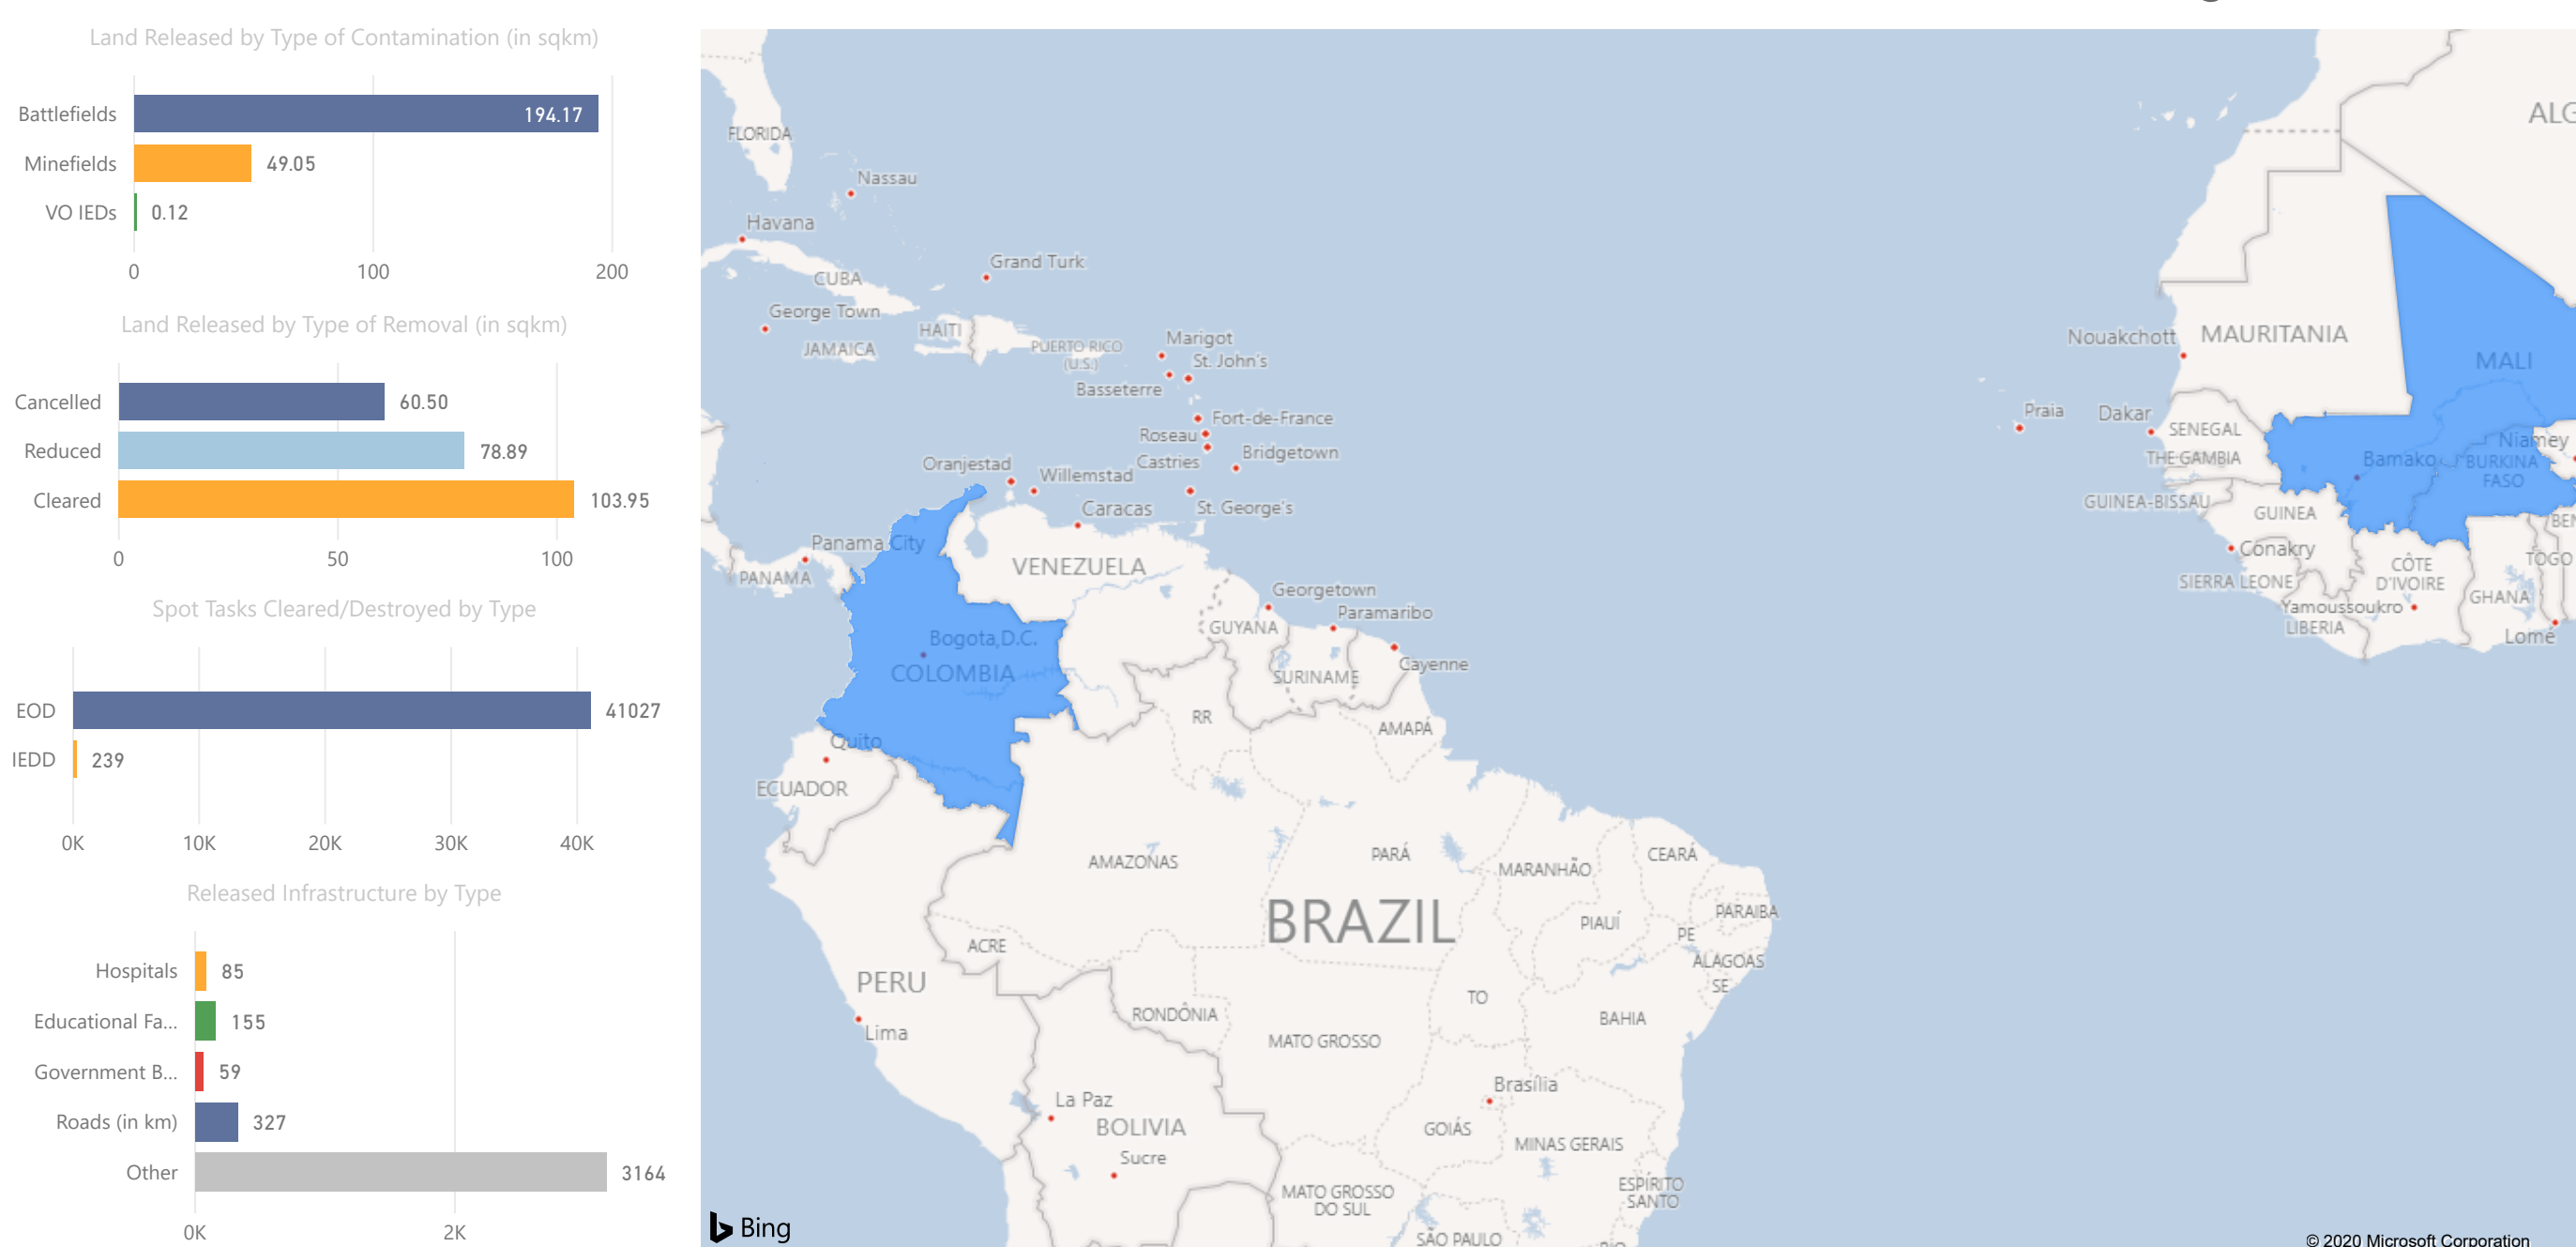 Land Released by Type of Contamination (in sqkm)
Battlefields
194.17
Minefields
49.05
VO IEDs
0.12
0
100
200
Land Released by Type of Removal (in sqkm)
Cancelled
60.50
Reduced
78.89
Cleared
103.95
0
50
100
Spot Tasks Cleared/Destroyed by Type
EOD
41027
IEDD
239
0K
10K
20K
30K
40K
Released Infrastructure by Type
Hospitals
85
Educational Fa...
155
Government B...
59
Roads (in km)
327
Other
3164
0K
2K
FLORIDA
Nassau
Havana
CUBA
Grand Turk
George Town
HAITI
JAMAICA
PUERTO RICO
(U.S.)
Marigot
St. John's
Basseterre
Fort-de-France
Roseau
Bridgetown
Castries
Oranjestad
Willemstad
St. George's
Caracas
Panama City
PANAMA
VENEZUELA
Georgetown
Paramaribo
GUYANA
Cayenne
SURINAME
Bogota,D.C.
COLOMBIA
RR
AMAPÁ
Quito
ECUADOR
AMAZONAS
PARÁ
MARANHÃO
CEARÁ
BRAZIL
PIAUÍ
PARAIBA
PE
ACRE
ALAGOAS
SE
PERU
TO
RONDÔNIA
BAHIA
Lima
MATO GROSSO
Brasília
La Paz
BOLIVIA
GOIÁS
MINAS GERAIS
Sucre
MATO GROSSO
DO SUL
ESPÍRITO
SANTO
SÃO PAULO
ALG
Nouakchott
MAURITANIA
MALI
Praia
Dakar
SENEGAL
Niamey
THE GAMBIA
Bamako
BURKINA
FASO
GUINEA-BISSAU
GUINEA
BEN
Conakry
CÔTE
D'IVOIRE
TOGO
SIERRA LEONE
GHANA
Yamoussoukro
LIBERIA
Lomé
Bing
© 2020 Microsoft Corporation